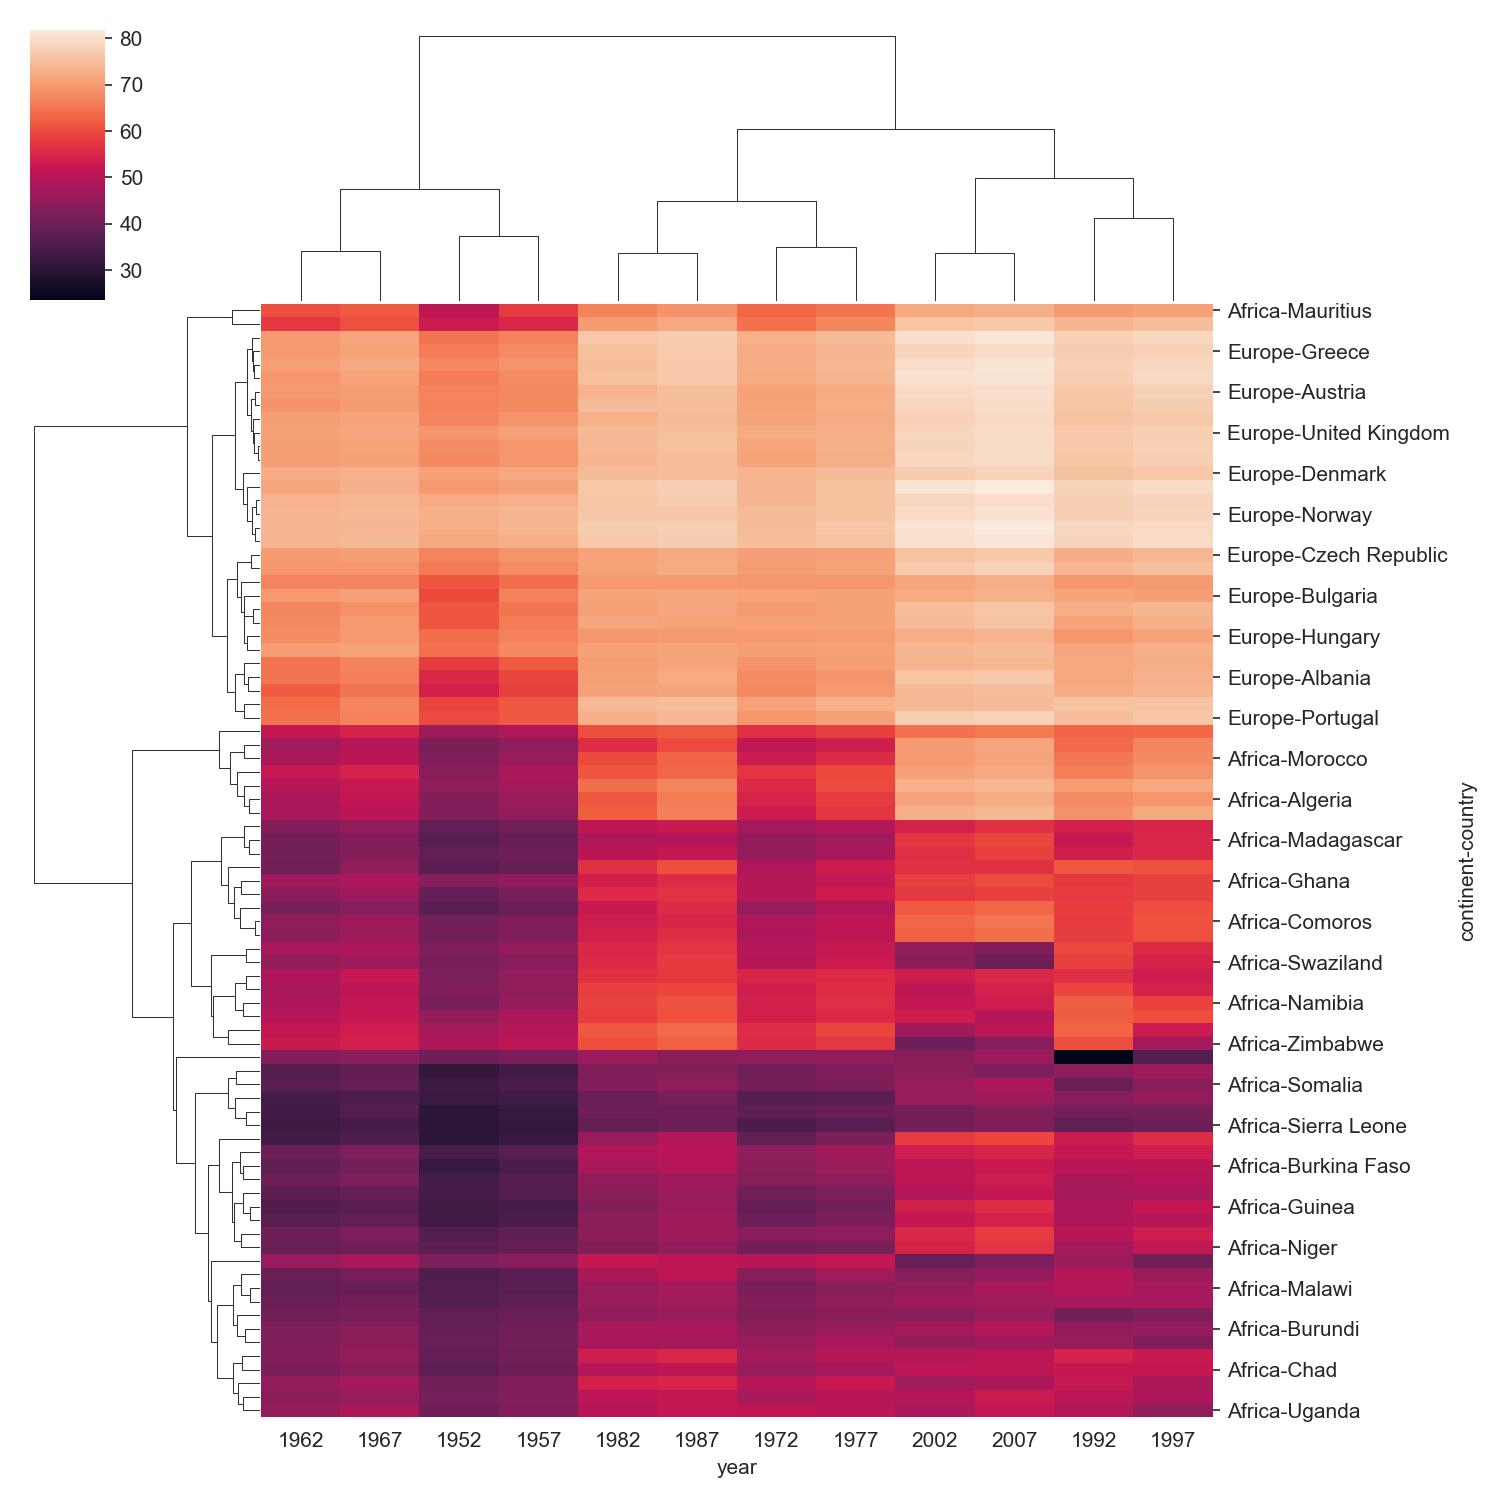 80
70
60
50
40
30
Africa-Mauritius
Europe-Greece
Europe-Austria
Europe-United Kingdom
Europe-Denmark
Europe-Norway
Europe-Czech Republic
Europe-Bulgaria
Europe-Hungary
Europe-Albania
Europe-Portugal
Africa-Morocco
Africa-Algeria
Africa-Madagascar
Africa-Ghana
Africa-Comoros
Africa-Swaziland
Africa-Namibia
Africa-Zimbabwe
Africa-Somalia
Africa-Sierra Leone
Africa-Burkina Faso
Africa-Guinea
Africa-Niger
Africa-Malawi
Africa-Burundi
Africa-Chad
Africa-Uganda
continent-country
1962 1967 1952 1957 1982 1987 1972 1977 2002 2007 1992 1997
year